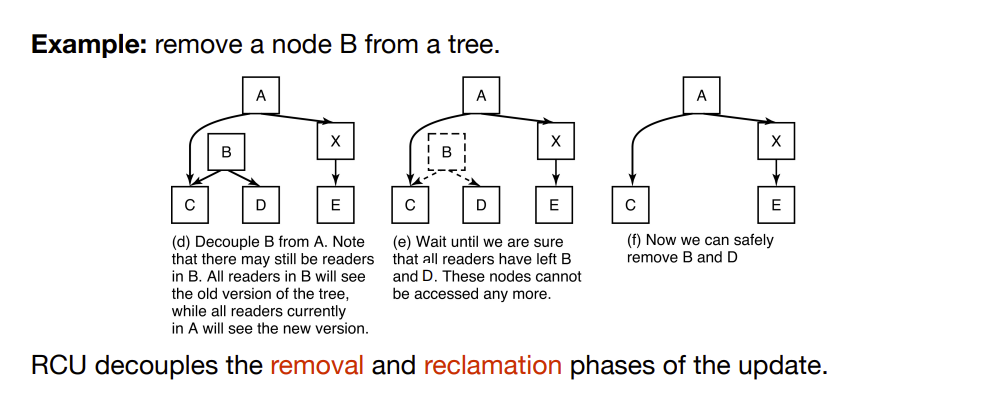 Example: remove a node B from a tree.
A
B
X
C
D
E
A
B
X
C
D
E
A
X
C
E
(d) Decouple B from A. Note
that there may still be readers
in B. All readers in B will see
the old version of the tree,
while all readers currently
in A will see the new version.
(e) Wait until we are sure
that all readers have left B
and D. These nodes cannot
be accessed any more.
(f) Now we can safely
remove B and D
RCU decouples the removal and reclamation phases of the update.